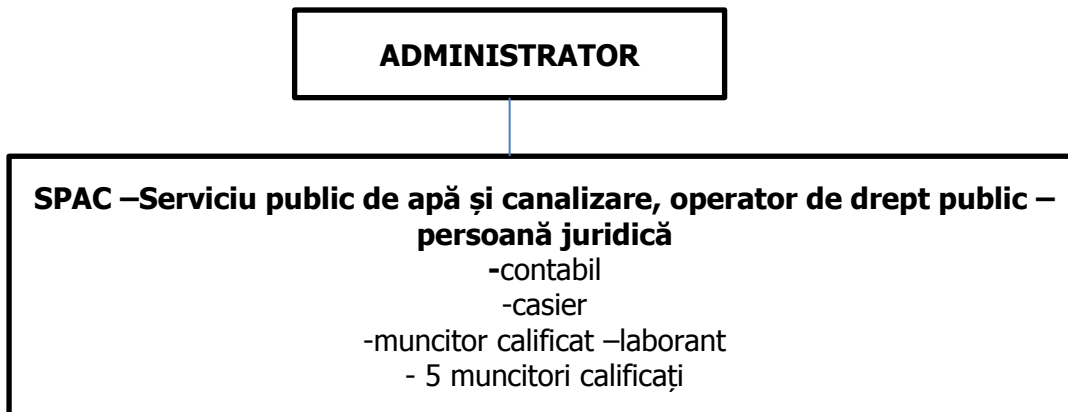 ADMINISTRATOR
SPAC –Serviciu public de apă și canalizare, operator de drept public –
persoană juridică
-contabil
-casier
-muncitor calificat –laborant
- 5 muncitori calificați